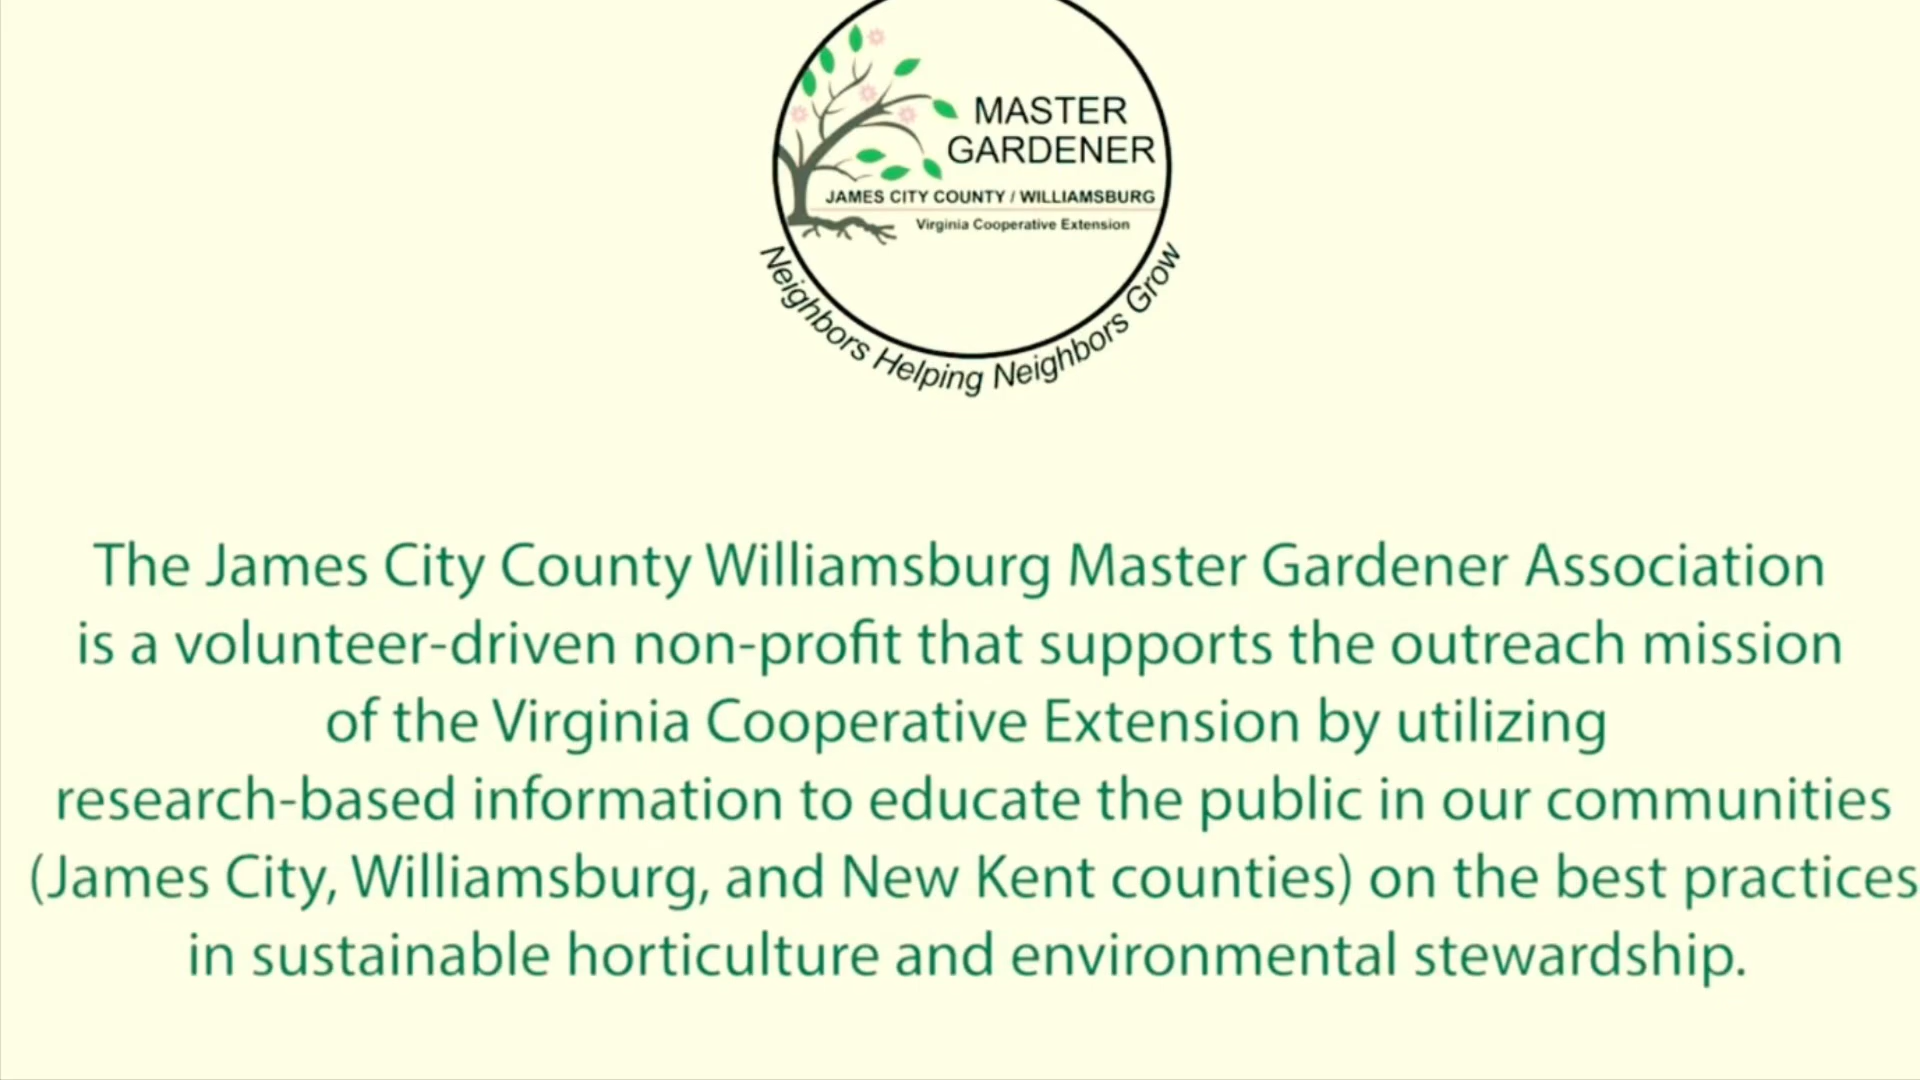 MASTER
GARDENER
JAMES CITY COUNTY / WILLIAMSBURG
Virginia Cooperative Extension
Neighbors Helping Neighbors Grow
The James City County Williamsburg Master Gardener Association
is a volunteer-driven non-profit that supports the outreach mission
of the Virginia Cooperative Extension by utilizing
research-based information to educate the public in our communities
(James City, Williamsburg, and New Kent counties) on the best practices
in sustainable horticulture and environmental stewardship.